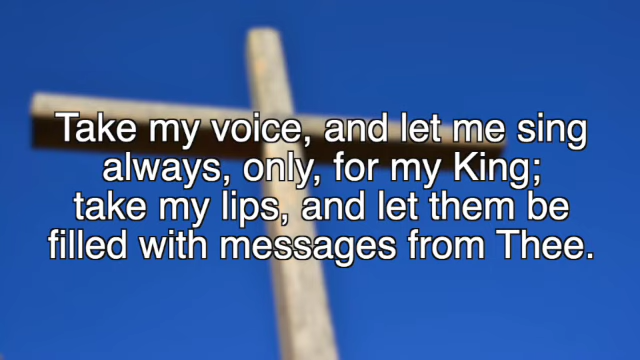 Take my voice, and let me sing
always, only, for my King;
take my lips, and let them be
filled with messages from Thee.